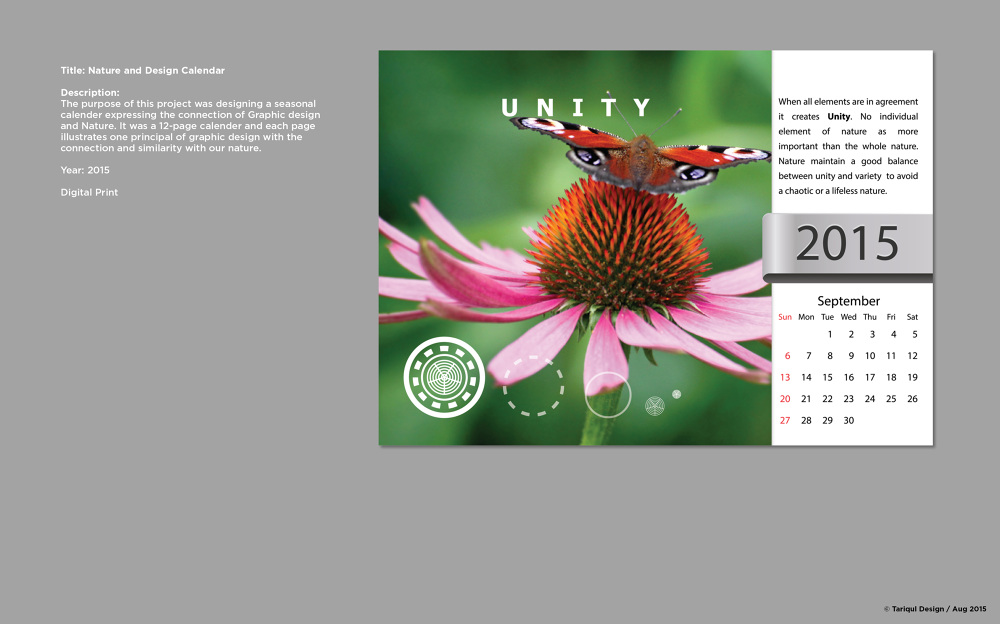 Title: Nature and Design Calendar
Description:
The purpose of this project was designing a seasonal
calender expressing the connection of Graphic design
and Nature. It was a 12-page calender and each page
illustrates one principal of graphic design with the
connection and similarity with our nature.
Year: 2015
Digital Print
UNITY
When all elements are in agreement
it creates Unity. No individual
element of nature as more
important than the whole nature.
Nature maintain a good balance
between unity and variety to avoid
a chaotic or a lifeless nature.
2015
September
Sun Mon Tue Wed Thu Fri Sat
1 2 3 4 5
6 7 8 9 10 11 12
13 14 15 16 17 18 19
20 21 22 23 24 25 26
27 28 29 30
© Tariqul Design / Aug 2015